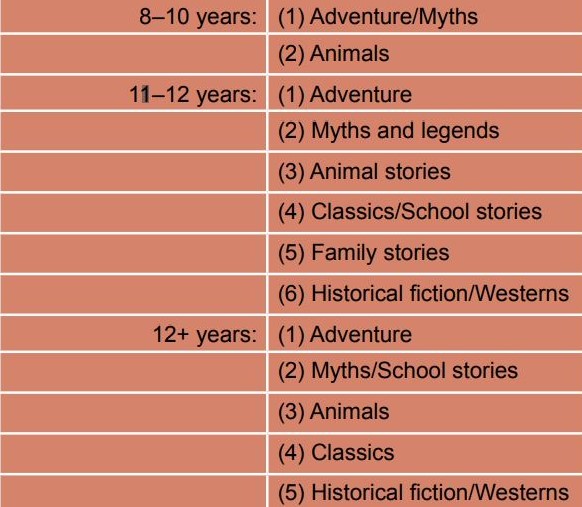 8–10 years: (1) Adventure/Myths
(2) Animals
11–12 years: (1) Adventure
(2) Myths and legends
(3) Animal stories
(4) Classics/School stories
(5) Family stories
(6) Historical fiction/Westerns
12+ years: (1) Adventure
(2) Myths/School stories
(3) Animals
(4) Classics
(5) Historical fiction/Westerns